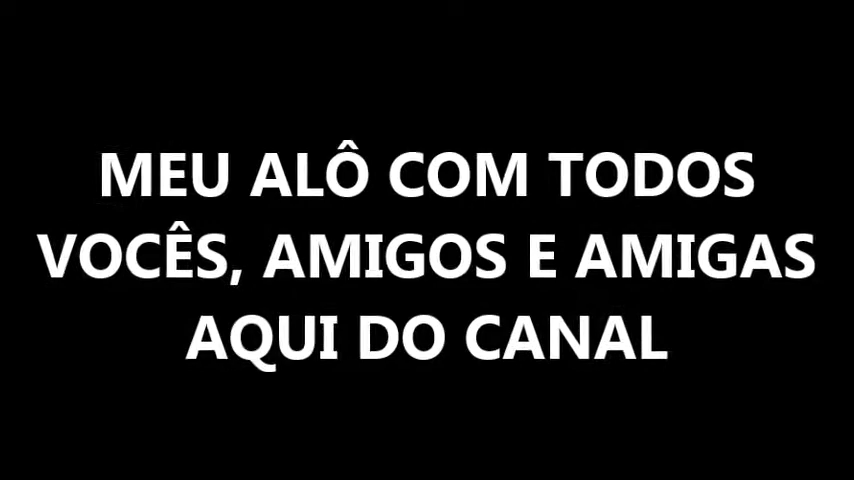 MEU ALÔ COM TODOS
VOCÊS, AMIGOS E AMIGAS
AQUI DO CANAL